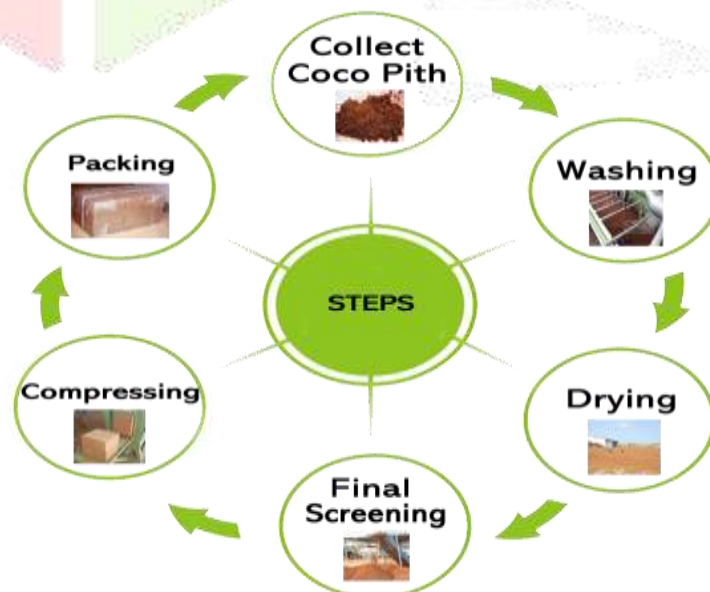 Collect
Coco Pith
Washing
Drying
Final
Screening
Compressing
Packing
STEPS